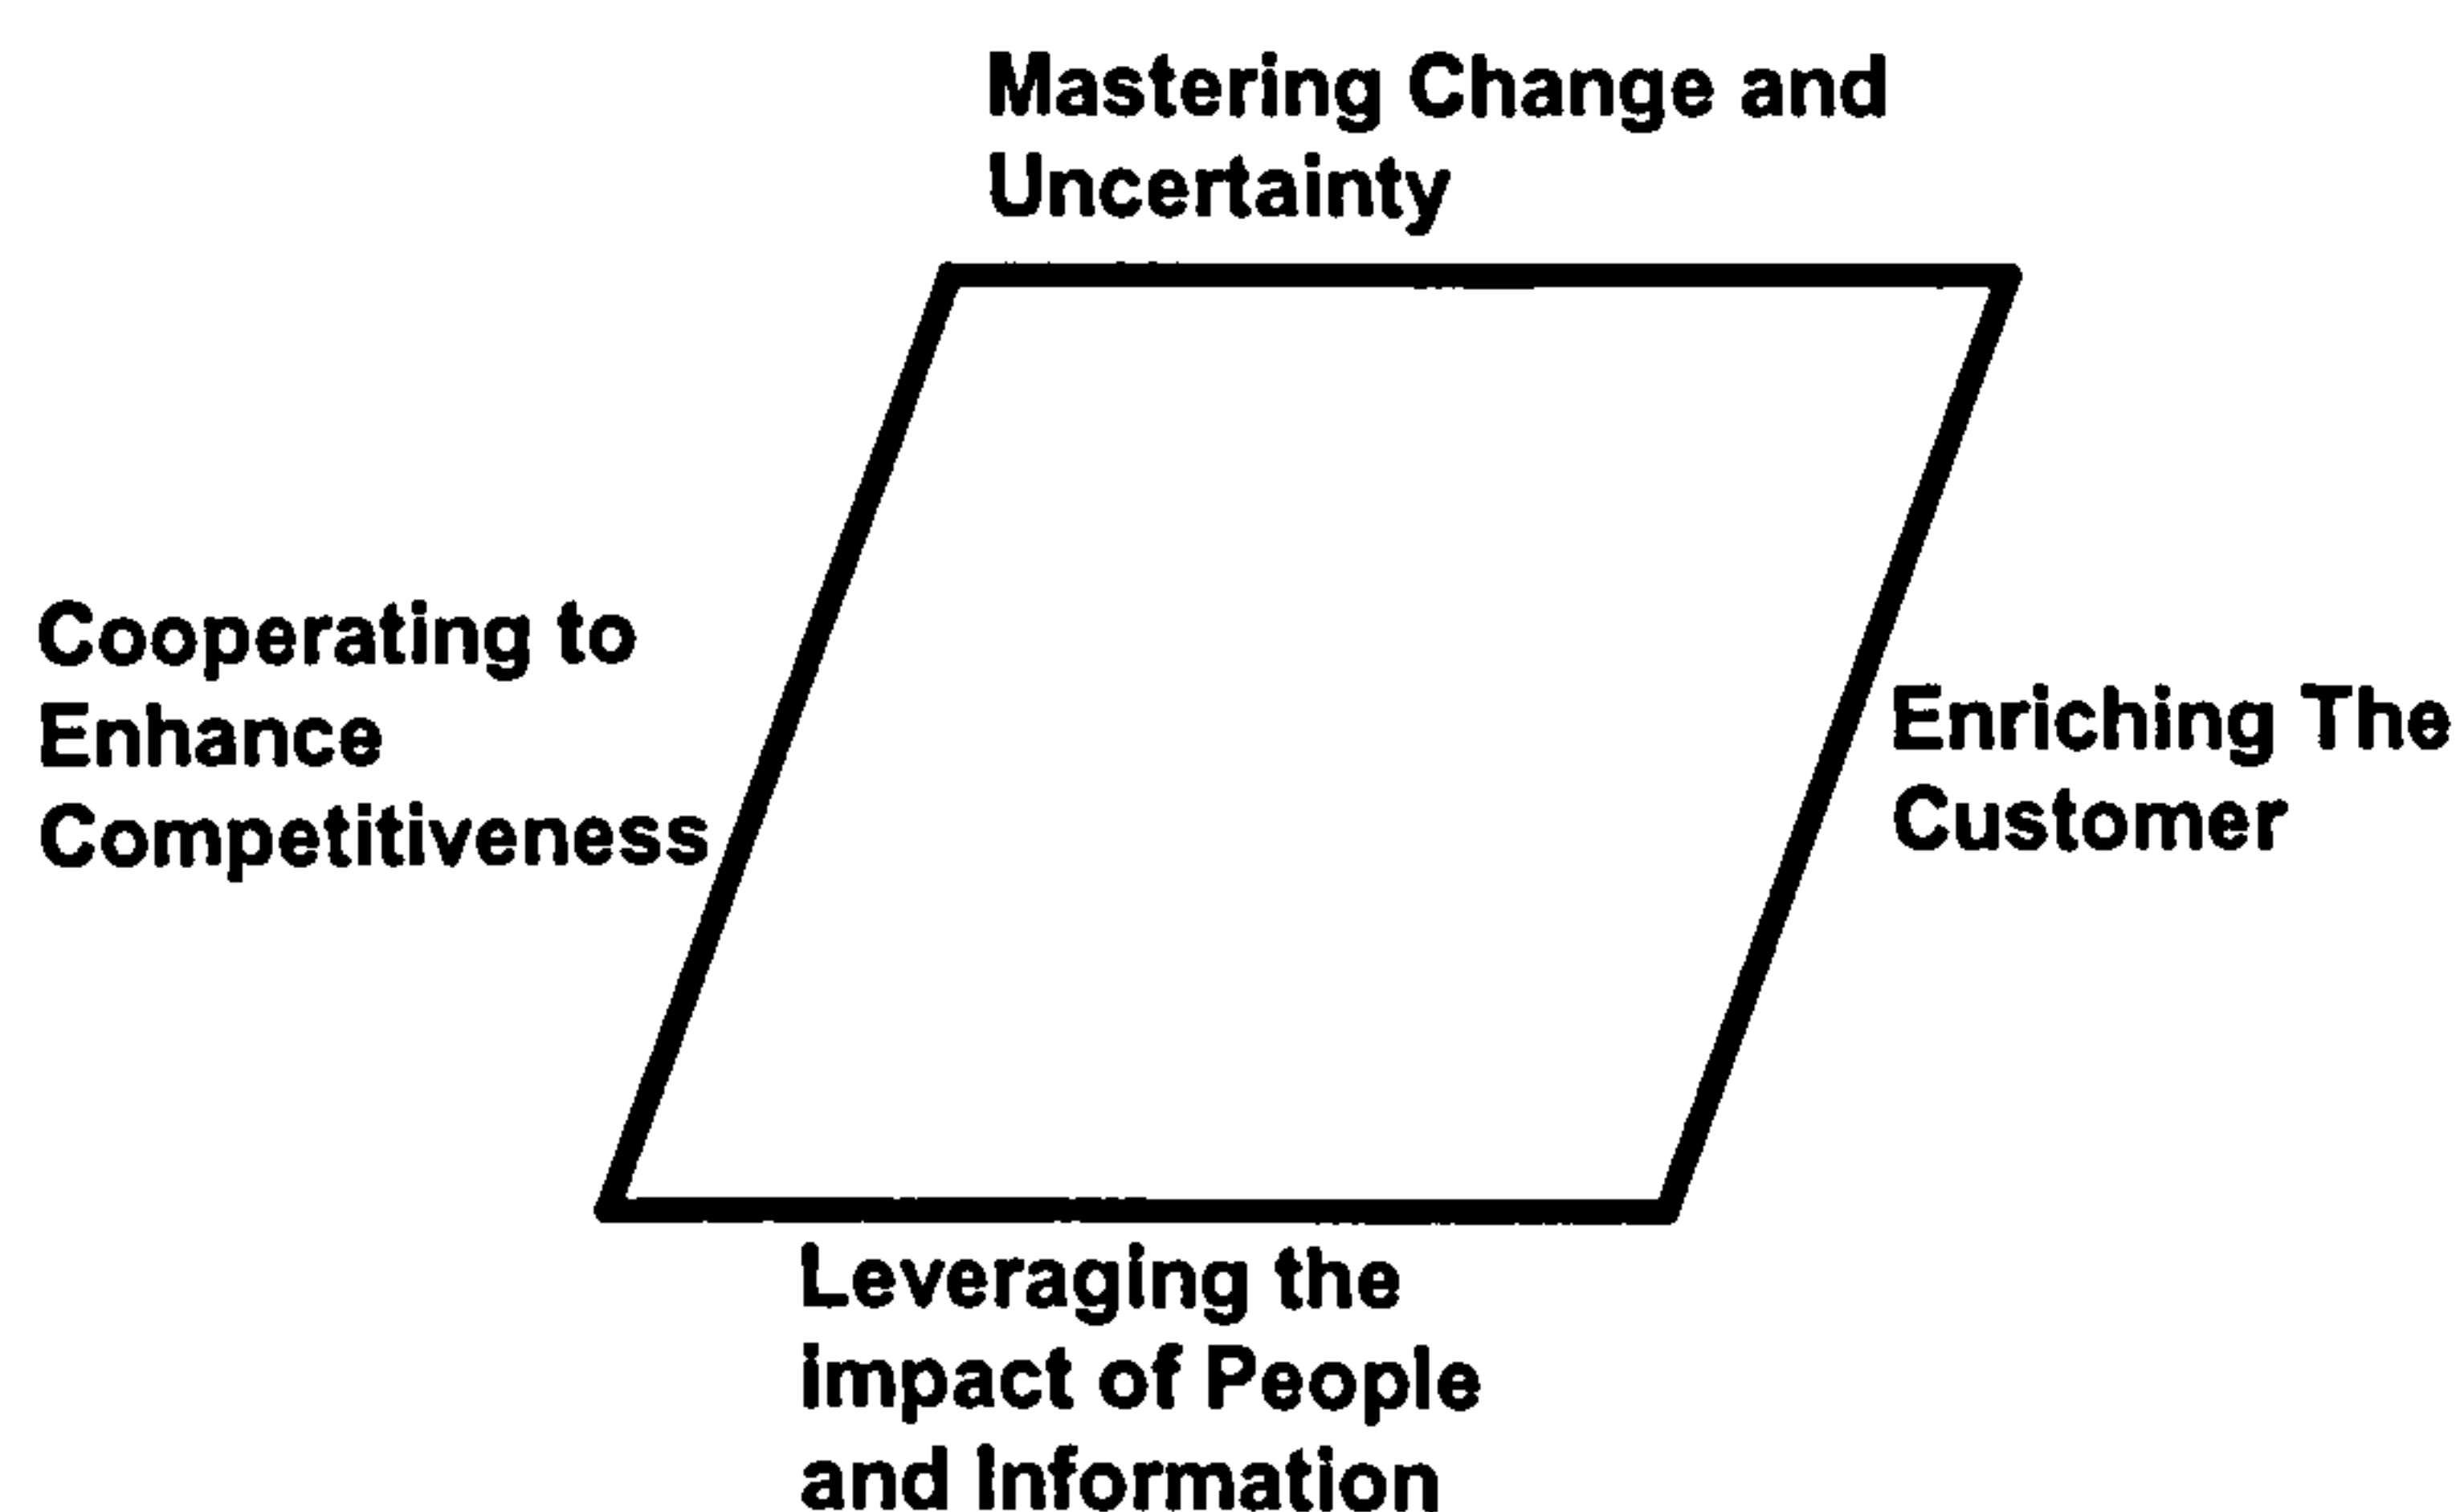 Mastering Change and
Uncertainty
Cooperating to
Enhance
Competitiveness
Enriching The
Customer
Leveraging the
impact of People
and Information